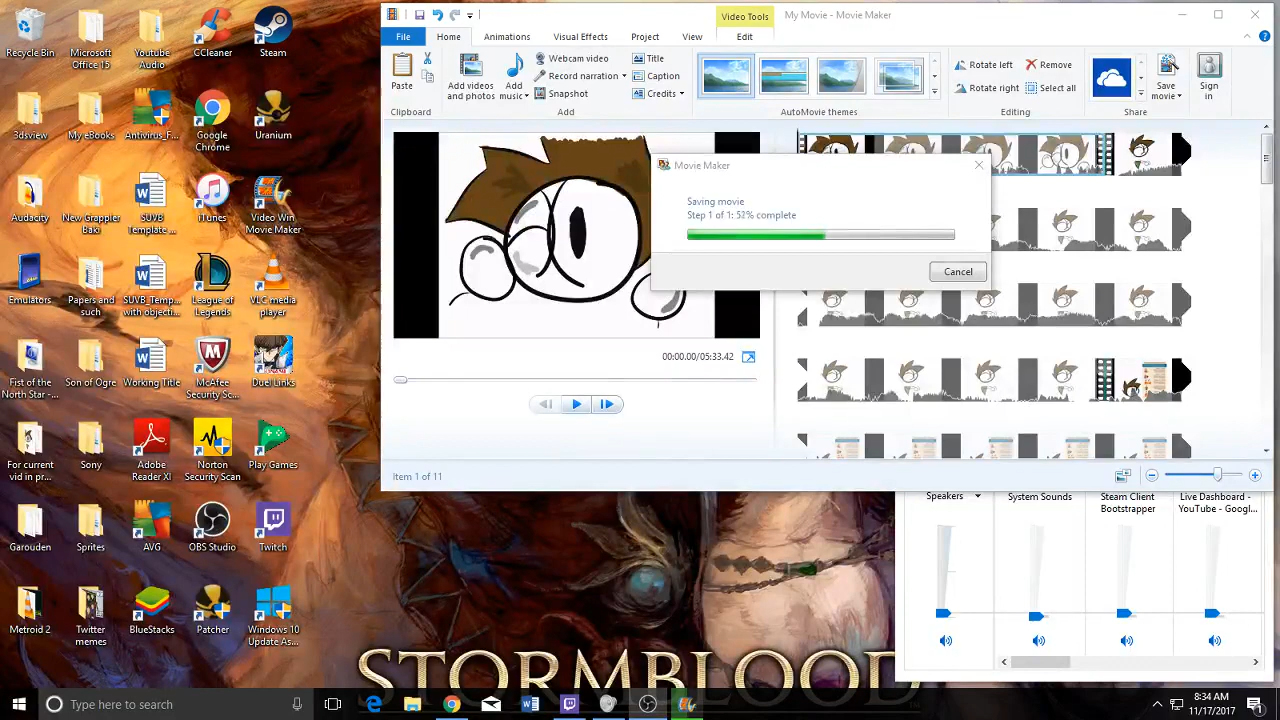 Recycle Bin
Microsoft
Office 15
Youtube
Audio
CCleaner
Steam
3dsview
My eBooks
Antivirus_F...
Google
Chrome
Uranium
Audacity
New Grappler
Baki
SUVB
Template ...
iTunes
Video Win
Movie Maker
Emulators
Papers and
such
SUVB_Temp...
with objecti...
League of
Legends
VLC media
player
Fist of the
North Star -...
Son of Ogre
Working Title
McAfee
Security Sc...
Duel Links
For current
vid in pr...
Sony
Adobe
Reader XI
Norton
Security Scan
Play Games
Garouden
Sprites
AVG
OBS Studio
Twitch
Metroid 2
Twitter
memes
BlueStacks
Patcher
Windows 10
Update As...
Video Tools
My Movie - Movie Maker
File
Home
Animations
Visual Effects
Project
View
Edit
Paste
Clipboard
Add videos
and photos
Add
music
Webcam video
Record narration
Snapshot
Title
Caption
Credits
Add
AutoMovie themes
Rotate left
Rotate right
Remove
Select all
Editing
Save
movie
Share
Sign
in
Movie Maker
Saving movie
Step 1 of 1: 52% complete
Cancel
00:00.00/05:33.42
Item 1 of 11
Speakers
System Sounds
Steam Client
Bootstrapper
Live Dashboard -
YouTube - Googl...
STORMBLOOD
Type here to search
8:34 AM
11/17/2017